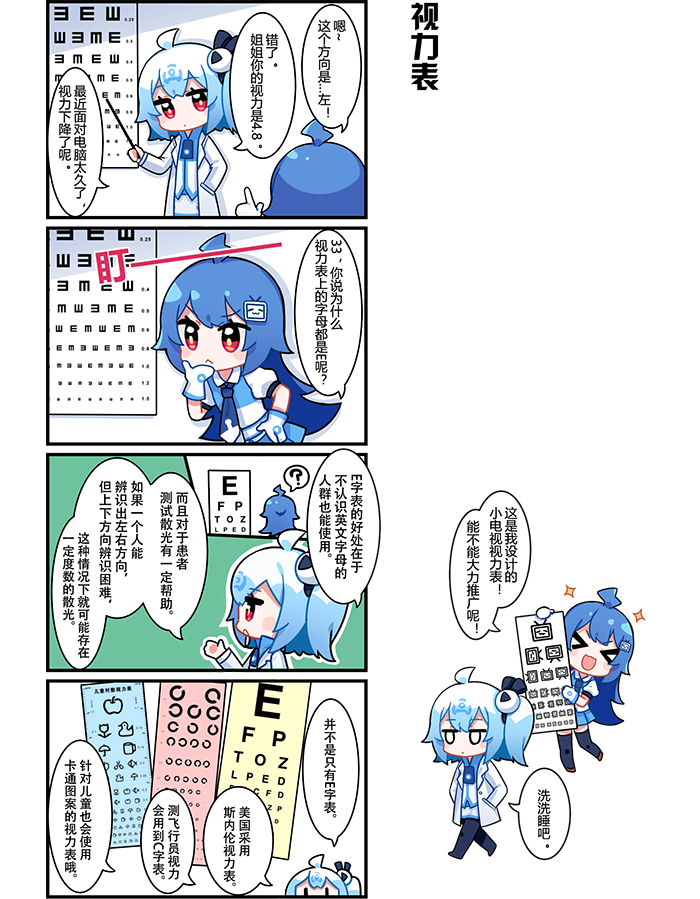 视力表
嗯~
这个方向是…左！
错了。
姐姐你的视力是4.8。
最近面对电脑太久了，
视力下降了呢。
33，你说为什么
视力表上的字母都是E呢？
盯
E字表的好处在于
不认识英文字母的
人群也能使用。
?
E
F P
T O Z
L P E D
而且对于患者
测试散光有一定帮助。
如果一个人能
辨识出左右方向，
但上下方向辨识困难，
这种情况下就可能存在
一定度数的散光。
并不是只有E字表。
美国采用
斯内伦视力表。
测飞行员视力
会用到C字表。
针对儿童也会使用
卡通图案的视力表哦。
儿童对数视力表
E
F P
T O Z
这是我设计的
小电视视力表！
能不能大力推广呢！
洗洗睡吧。